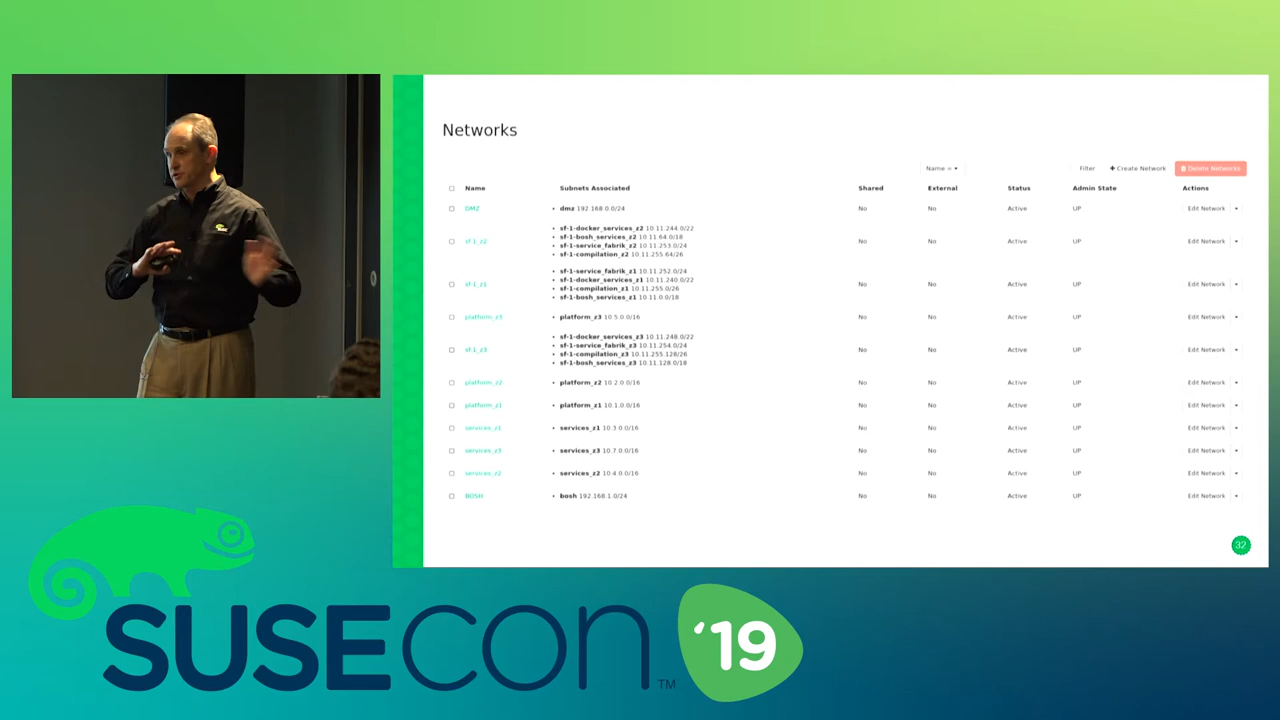 Networks
Name = ▾ Filter + Create Network Delete Networks
Name Subnets Associated Shared External Status Admin State Actions
DMZ • dmz 192.168.0.0/24 No No Active UP Edit Network
sf-1_z2 • sf-1-docker_services_z2 10.11.244.0/22 No No Active UP Edit Network
• sf-1-bosh_services_z2 10.11.64.0/18
• sf-1-service_fabrik_z2 10.11.253.0/24
• sf-1-compilation_z2 10.11.255.64/26
sf-1_z1 • sf-1-service_fabrik_z1 10.11.252.0/24 No No Active UP Edit Network
• sf-1-docker_services_z1 10.11.240.0/22
• sf-1-compilation_z1 10.11.255.0/26
• sf-1-bosh_services_z1 10.11.0.0/18
platform_z3 • platform_z3 10.5.0.0/16 No No Active UP Edit Network
sf-1_z3 • sf-1-docker_services_z3 10.11.248.0/22 No No Active UP Edit Network
• sf-1-service_fabrik_z3 10.11.254.0/24
• sf-1-compilation_z3 10.11.255.128/26
• sf-1-bosh_services_z3 10.11.128.0/18
platform_z2 • platform_z2 10.2.0.0/16 No No Active UP Edit Network
platform_z1 • platform_z1 10.1.0.0/16 No No Active UP Edit Network
services_z1 • services_z1 10.3.0.0/16 No No Active UP Edit Network
services_z3 • services_z3 10.7.0.0/16 No No Active UP Edit Network
services_z2 • services_z2 10.4.0.0/16 No No Active UP Edit Network
BOSH • bosh 192.168.1.0/24 No No Active UP Edit Network
32
SUSECON TM '19